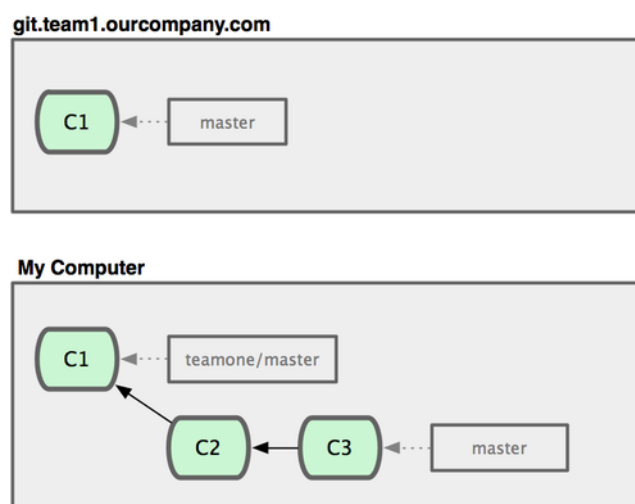 git.team1.ourcompany.com
C1
master
My Computer
C1
teamone/master
C2
C3
master